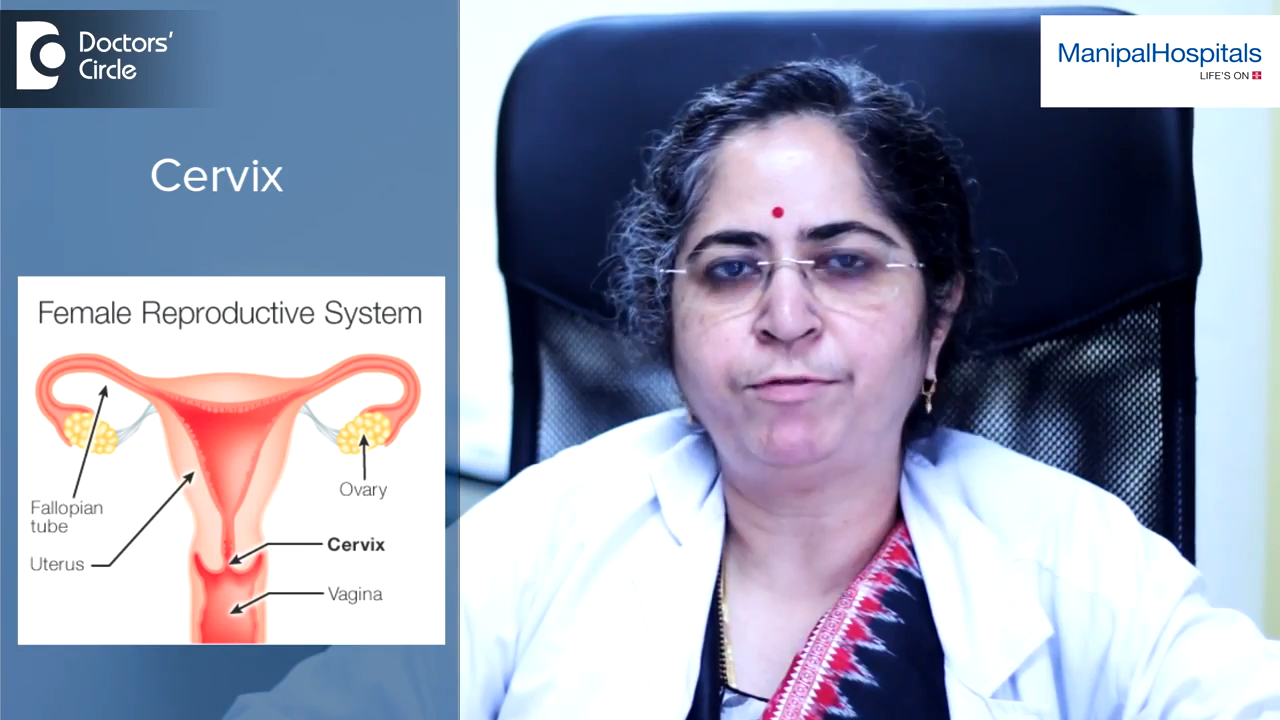 Doctors'
Circle
ManipalHospitals
LIFE'S ON
Cervix
Female Reproductive System
Fallopian
tube
Uterus
Ovary
Cervix
Vagina